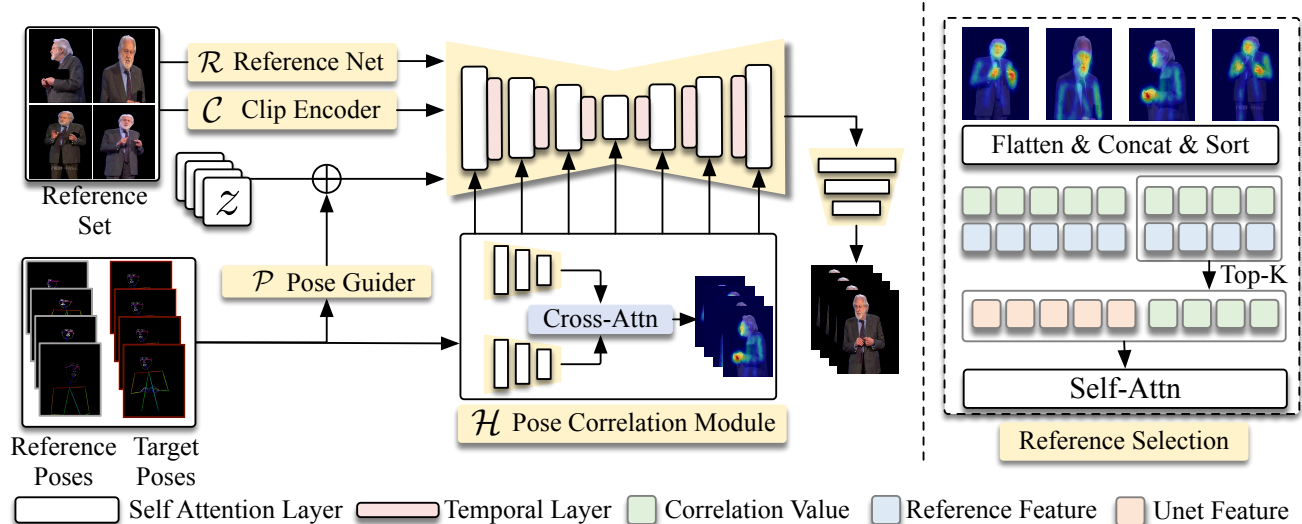 R Reference Net
C Clip Encoder
Reference
Set
z
P Pose Guider
Cross-Attn
H Pose Correlation Module
Reference
Poses
Target
Poses
Flatten & Concat & Sort
Top-K
Self-Attn
Reference Selection
Self Attention Layer
Temporal Layer
Correlation Value
Reference Feature
Unet Feature